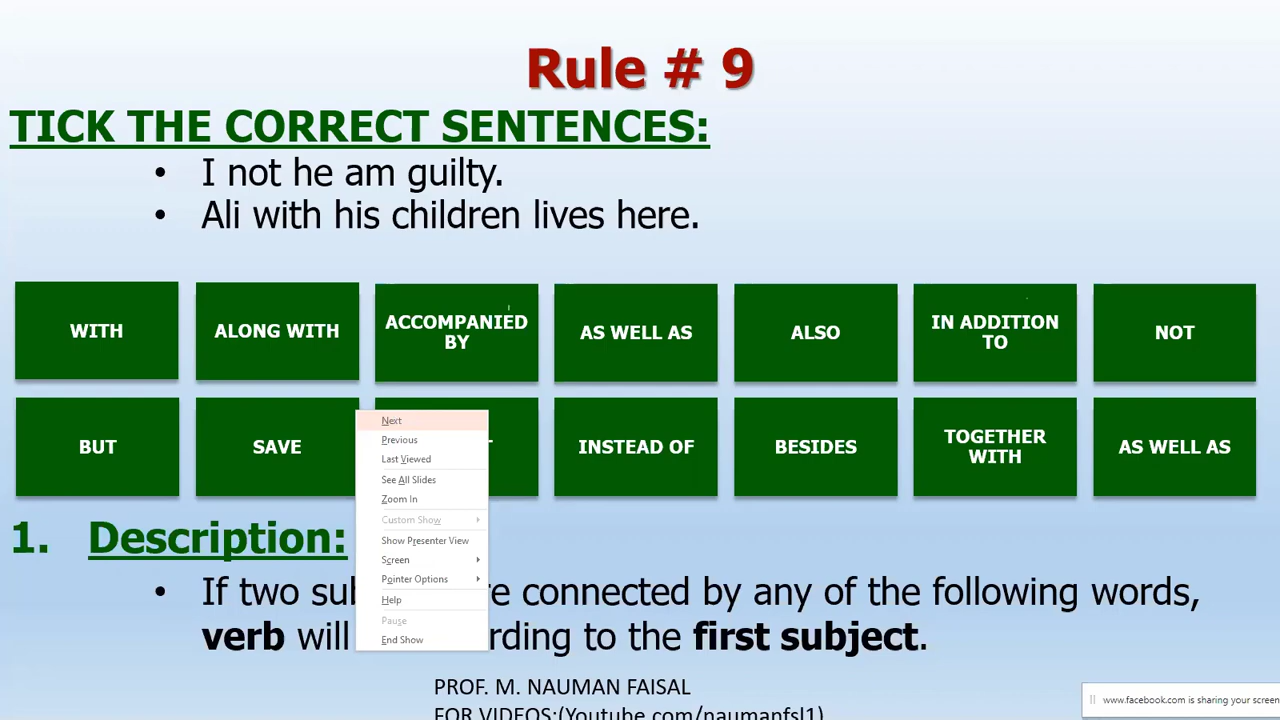 Rule # 9
TICK THE CORRECT SENTENCES:
• I not he am guilty.
• Ali with his children lives here.
WITH
ALONG WITH
ACCOMPANIED
BY
AS WELL AS
ALSO
IN ADDITION
TO
NOT
BUT
SAVE
INSTEAD OF
BESIDES
TOGETHER
WITH
AS WELL AS
Next
Previous
Last Viewed
See All Slides
Zoom In
Custom Show
Show Presenter View
Screen
Pointer Options
Help
Pause
End Show
1. Description:
• If two connected by any of the following words,
verb will to the first subject.
PROF. M. NAUMAN FAISAL
FOR VIDEOS:(Youtube.com/naumanfsl1)
www.facebook.com is sharing your screen